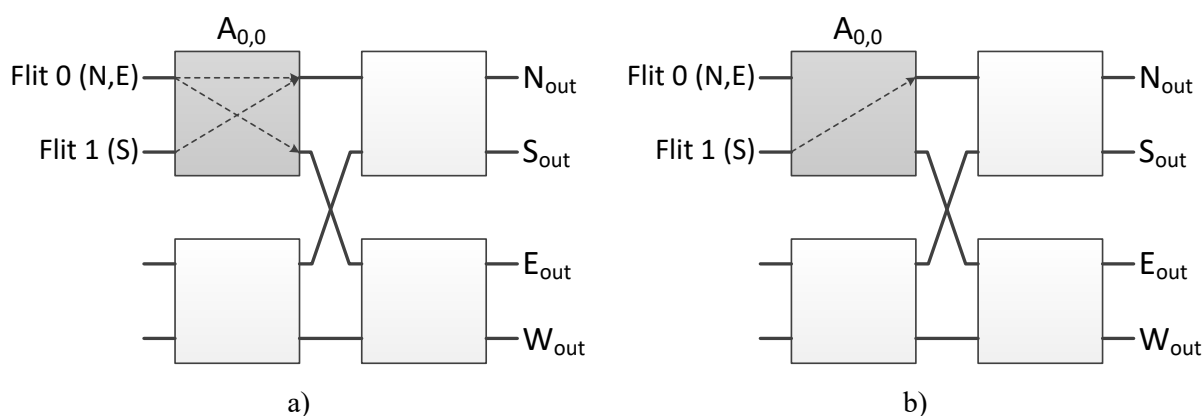 A0,0
Flit 0 (N,E)
Flit 1 (S)
Nout
Sout
Eout
Wout
a)
A0,0
Flit 0 (N,E)
Flit 1 (S)
Nout
Sout
Eout
Wout
b)